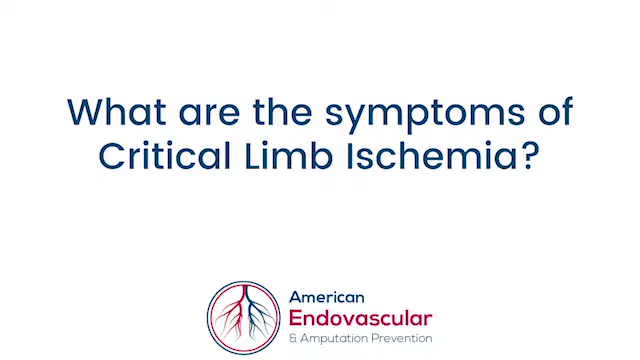 What are the symptoms of
Critical Limb Ischemia?
American
Endovascular
& Amputation Prevention